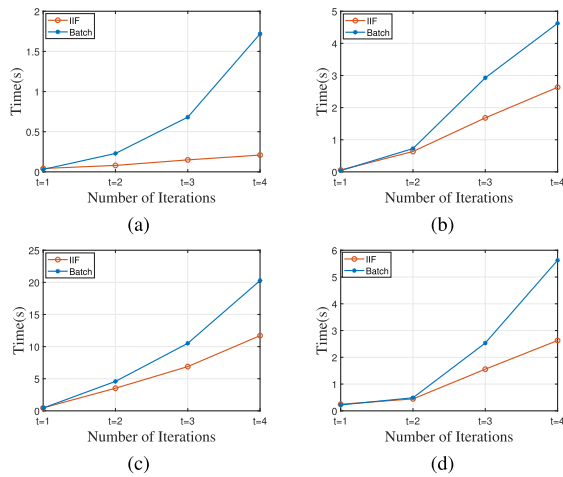 2
1.5
1
0.5
0
Time(s)
IIF
Batch
t=1 t=2 t=3 t=4
Number of Iterations
(a)
5
4
3
2
1
0
Time(s)
IIF
Batch
t=1 t=2 t=3 t=4
Number of Iterations
(b)
25
20
15
10
5
0
Time(s)
IIF
Batch
t=1 t=2 t=3 t=4
Number of Iterations
(c)
6
5
4
3
2
1
0
Time(s)
IIF
Batch
t=1 t=2 t=3 t=4
Number of Iterations
(d)